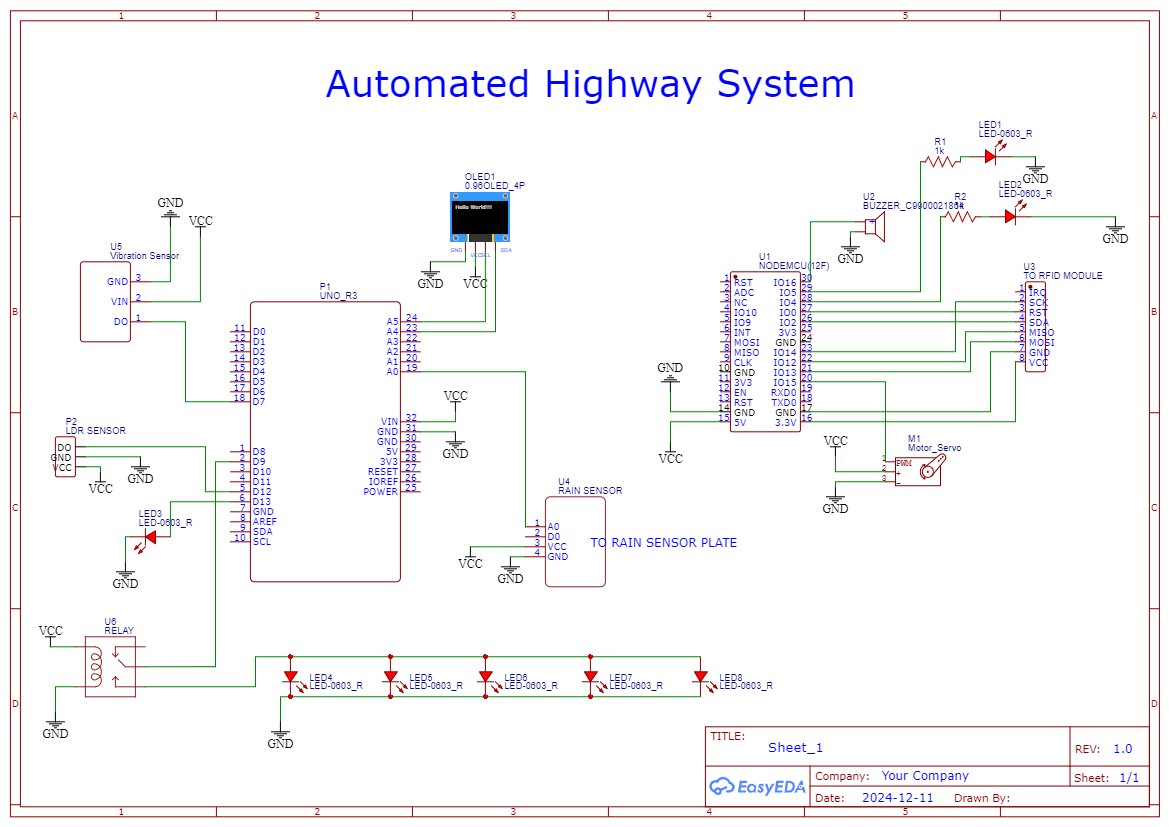 1 2 3 4 5
A A
B B
C C
D D
Automated Highway System
LED1
LED-0603_R
R1
1k
GND
LED2
LED-0603_R
R2
U2
BUZZER_C9900021864
GND
GND
OLED1
0.96OLED_4P
Hello World!!!!
GND VCC SCL SDA
GND
VCC
GND
VCC
U5
Vibration Sensor
GND 3
VIN 2
DO 1
P1
UNO_R3
11 D0
12 D1
13 D2
14 D3
15 D4
16 D5
17 D6
18 D7
1 D8
2 D9
3 D10
4 D11
5 D12
6 D13
7 GND
8 AREF
9 SDA
10 SCL
A5 24
A4 23
A3 22
A2 21
A1 20
A0 19
VIN 32
GND 31
GND 30
5V 29
3V3 28
RESET 27
IOREF 26
POWER 25
VCC
GND
U1
NODEMCU(12F)
1 RST IO16 30
2 ADC IO5 29
3 NC IO4 28
4 IO10 IO0 27
5 IO9 IO2 26
6 INT 3V3 25
7 MOSI GND 24
8 MISO IO14 23
9 CLK IO12 22
10 GND IO13 21
11 3V3 IO15 20
12 EN RXD0 19
13 RST TXD0 18
14 GND GND 17
15 5V 3.3V 16
GND
VCC
U3
TO RFID MODULE
1 IRQ
2 SCK
3 RST
4 SDA
5 MISO
6 MOSI
7 GND
8 VCC
P2
LDR SENSOR
DO
GND
VCC
GND
VCC
LED3
LED-0603_R
GND
VCC
GND
M1
Motor_Servo
1 PWM
2 +
3 -
U4
RAIN SENSOR
1 A0
2 D0
3 VCC
4 GND
TO RAIN SENSOR PLATE
VCC
GND
U6
RELAY
VCC
GND
LED4
LED-0603_R
LED5
LED-0603_R
LED6
LED-0603_R
LED7
LED-0603_R
LED8
LED-0603_R
GND
TITLE:
Sheet_1
REV: 1.0
EasyEDA
Company: Your Company
Sheet: 1/1
Date: 2024-12-11 Drawn By:
1 2 3 4 5